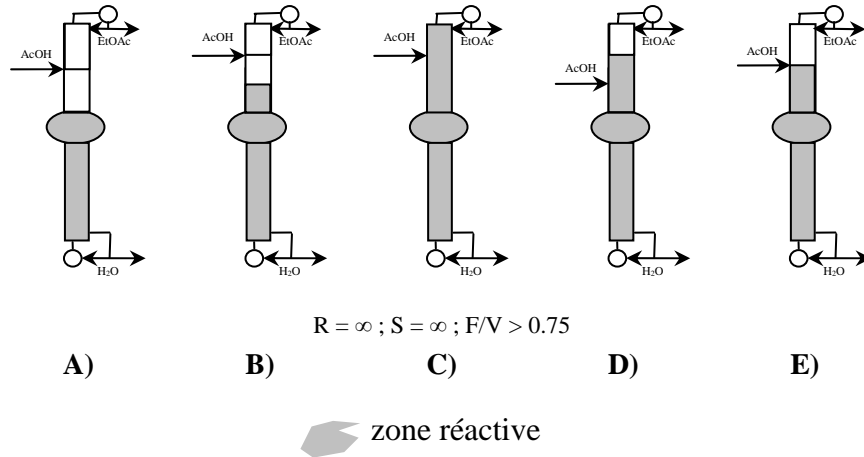 EtOAc
AcOH
H2O
EtOAc
AcOH
H2O
EtOAc
AcOH
H2O
EtOAc
AcOH
H2O
EtOAc
AcOH
H2O
R = ∞ ; S = ∞ ; F/V > 0.75
A) B) C) D) E)
zone réactive